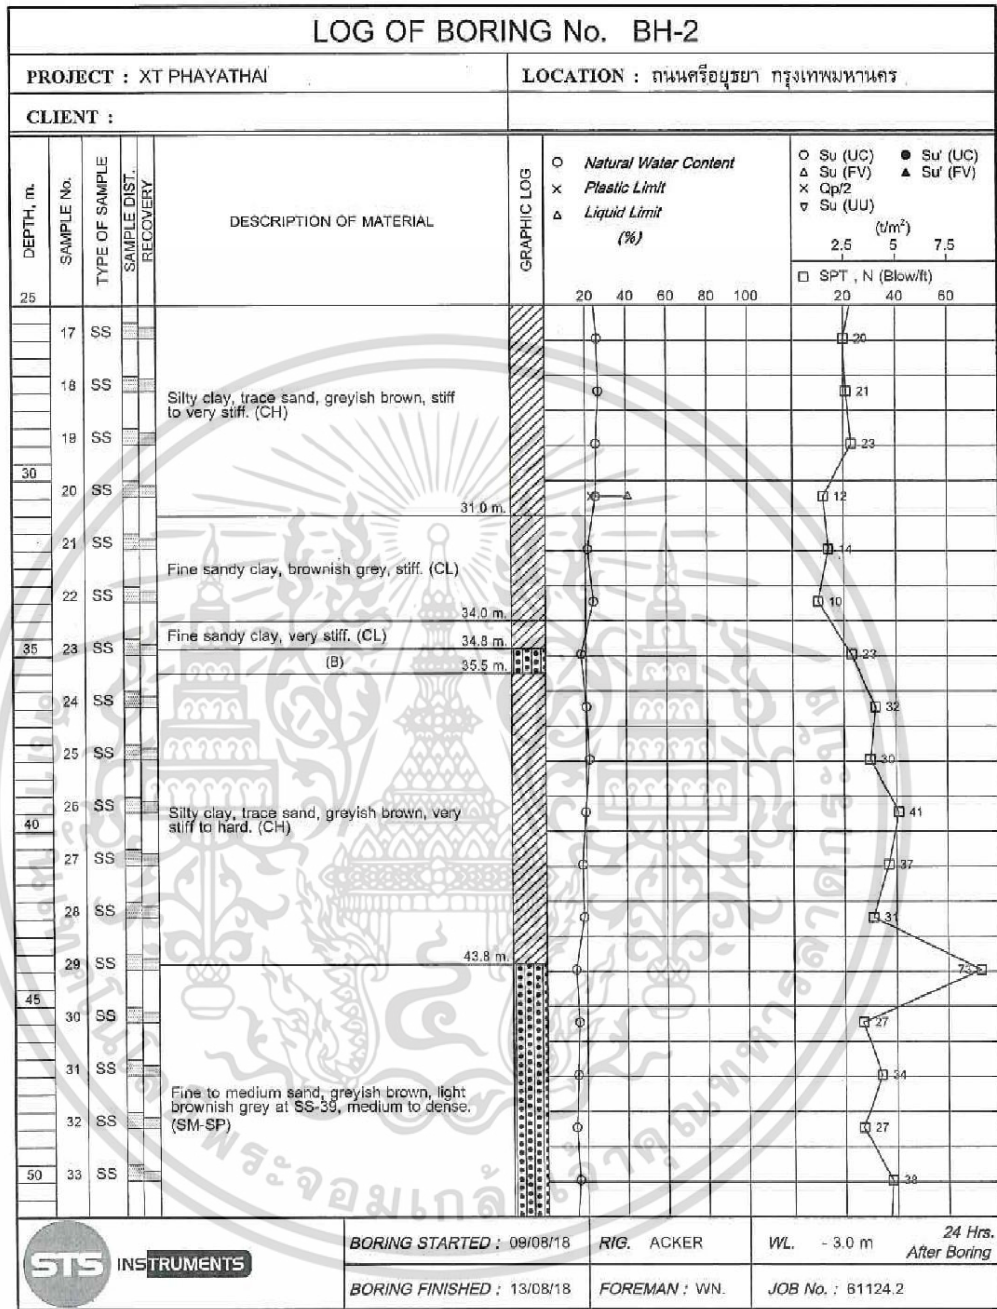 LOG OF BORING No. BH-2
PROJECT : XT PHAYATHAI
LOCATION : ถนนศรีอยุธยา กรุงเทพมหานคร
CLIENT :
DEPTH, m.
SAMPLE No.
TYPE OF SAMPLE
SAMPLE DIST.
RECOVERY
DESCRIPTION OF MATERIAL
GRAPHIC LOG
○ Natural Water Content
× Plastic Limit
△ Liquid Limit
(%)
20 40 60 80 100
○ Su (UC) ● Su' (UC)
△ Su (FV) ▲ Su' (FV)
× Qp/2
▽ Su (UU)
(t/m²)
2.5 5 7.5
□ SPT , N (Blow/ft)
20 40 60
25
17 SS 20
18 SS 21
Silty clay, trace sand, greyish brown, stiff
to very stiff. (CH)
19 SS 23
30
20 SS 12
31.0 m.
21 SS 14
Fine sandy clay, brownish grey, stiff. (CL)
22 SS 10
34.0 m.
Fine sandy clay, very stiff. (CL) 34.8 m.
35 23 SS 23
(B) 35.5 m.
24 SS 32
25 SS 30
26 SS 41
Silty clay, trace sand, greyish brown, very
stiff to hard. (CH)
40
27 SS 37
28 SS 31
43.8 m.
29 SS 73
45
30 SS 27
31 SS 34
Fine to medium sand, greyish brown, light
brownish grey at SS-39, medium to dense.
(SM-SP)
32 SS 27
50 33 SS 38
STS INSTRUMENTS
BORING STARTED : 09/08/18 RIG. ACKER WL. - 3.0 m 24 Hrs.
After Boring
BORING FINISHED : 13/08/18 FOREMAN : WN. JOB No. : 61124.2